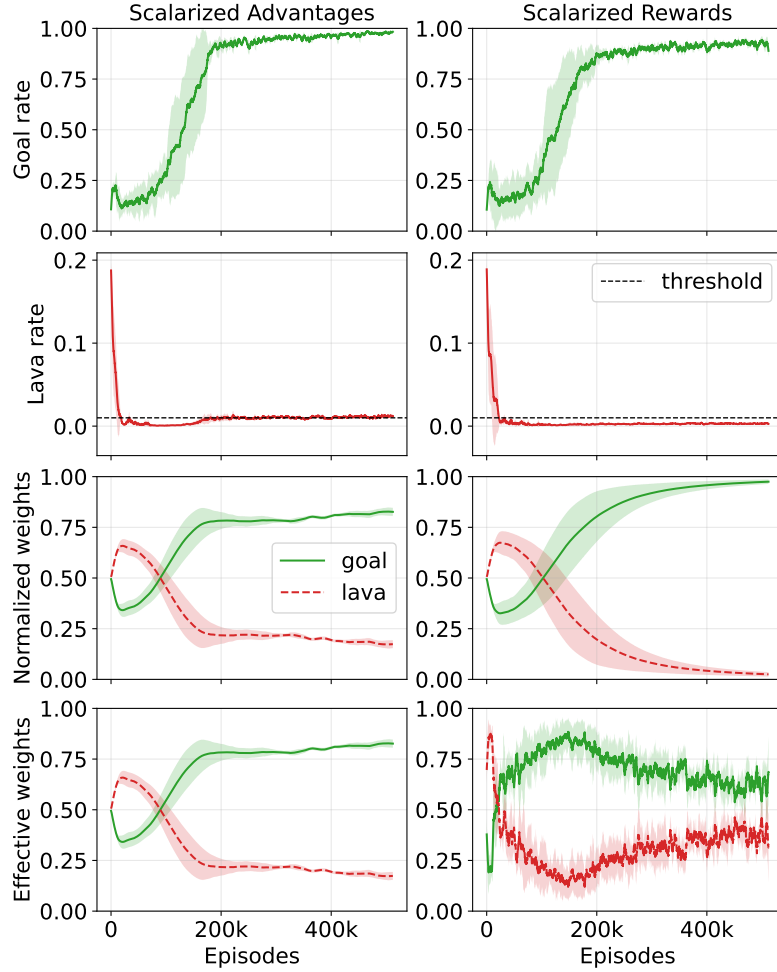 Scalarized Advantages
Scalarized Rewards
Goal rate
1.00
0.75
0.50
0.25
0.00
1.00
0.75
0.50
0.25
0.00
Lava rate
0.2
0.1
0.0
0.2
0.1
0.0
threshold
Normalized weights
1.00
0.75
0.50
0.25
0.00
goal
lava
1.00
0.75
0.50
0.25
0.00
Effective weights
1.00
0.75
0.50
0.25
0.00
0
200k
400k
Episodes
1.00
0.75
0.50
0.25
0.00
0
200k
400k
Episodes